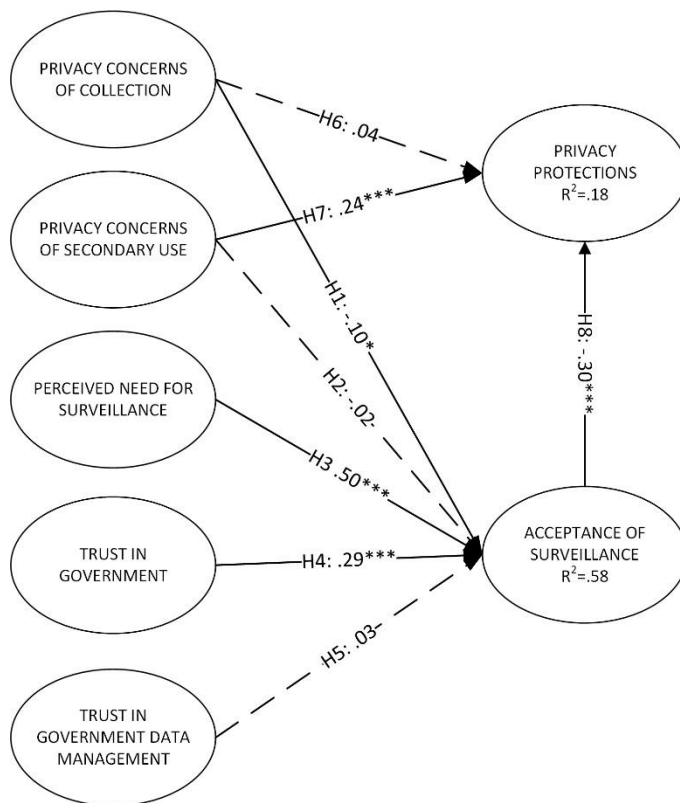 PRIVACY CONCERNS
OF COLLECTION
H6: .04
PRIVACY
PROTECTIONS
R²=.18
PRIVACY CONCERNS
OF SECONDARY USE
H7: .24***
H1: -.10*
H2: -.02
H8: -.30***
PERCEIVED NEED FOR
SURVEILLANCE
H3 .50***
TRUST IN
GOVERNMENT
H4: .29***
ACCEPTANCE OF
SURVEILLANCE
R²=.58
H5: .03
TRUST IN
GOVERNMENT DATA
MANAGEMENT